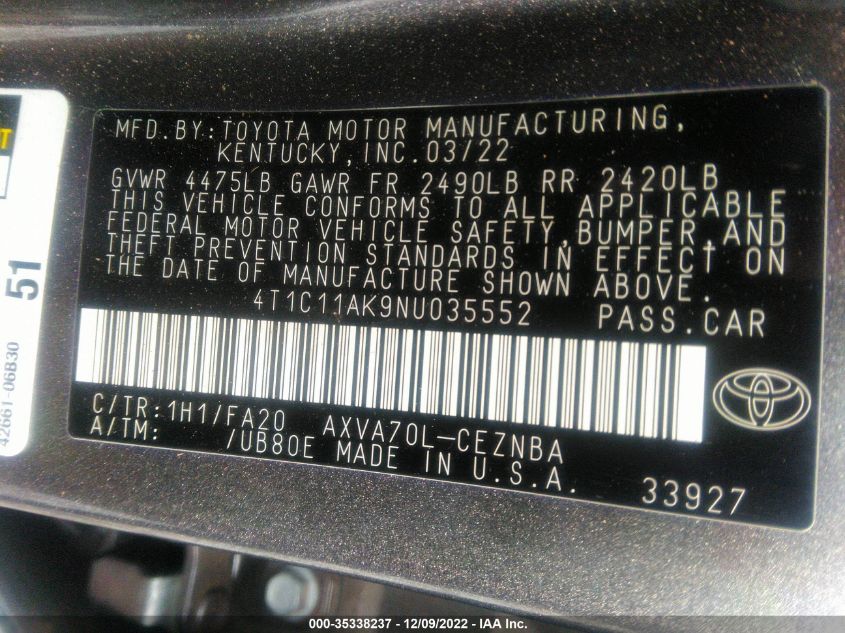 MFD.BY:TOYOTA MOTOR MANUFACTURING,
KENTUCKY,INC.03/22
GVWR 4475LB GAWR FR 2490LB RR 2420LB
THIS VEHICLE CONFORMS TO ALL APPLICABLE
FEDERAL MOTOR VEHICLE SAFETY,BUMPER,AND
THEFT PREVENTION STANDARDS IN EFFECT ON
THE DATE OF MANUFACTURE SHOWN ABOVE.
4T1C11AK9NU035552 PASS.CAR
C/TR:1H1/FA20 AXVA70L-CEZNBA
A/TM: /UB80E MADE IN U.S.A.
33927
51
42661-06B30
000-35338237 - 12/09/2022 - IAA Inc.